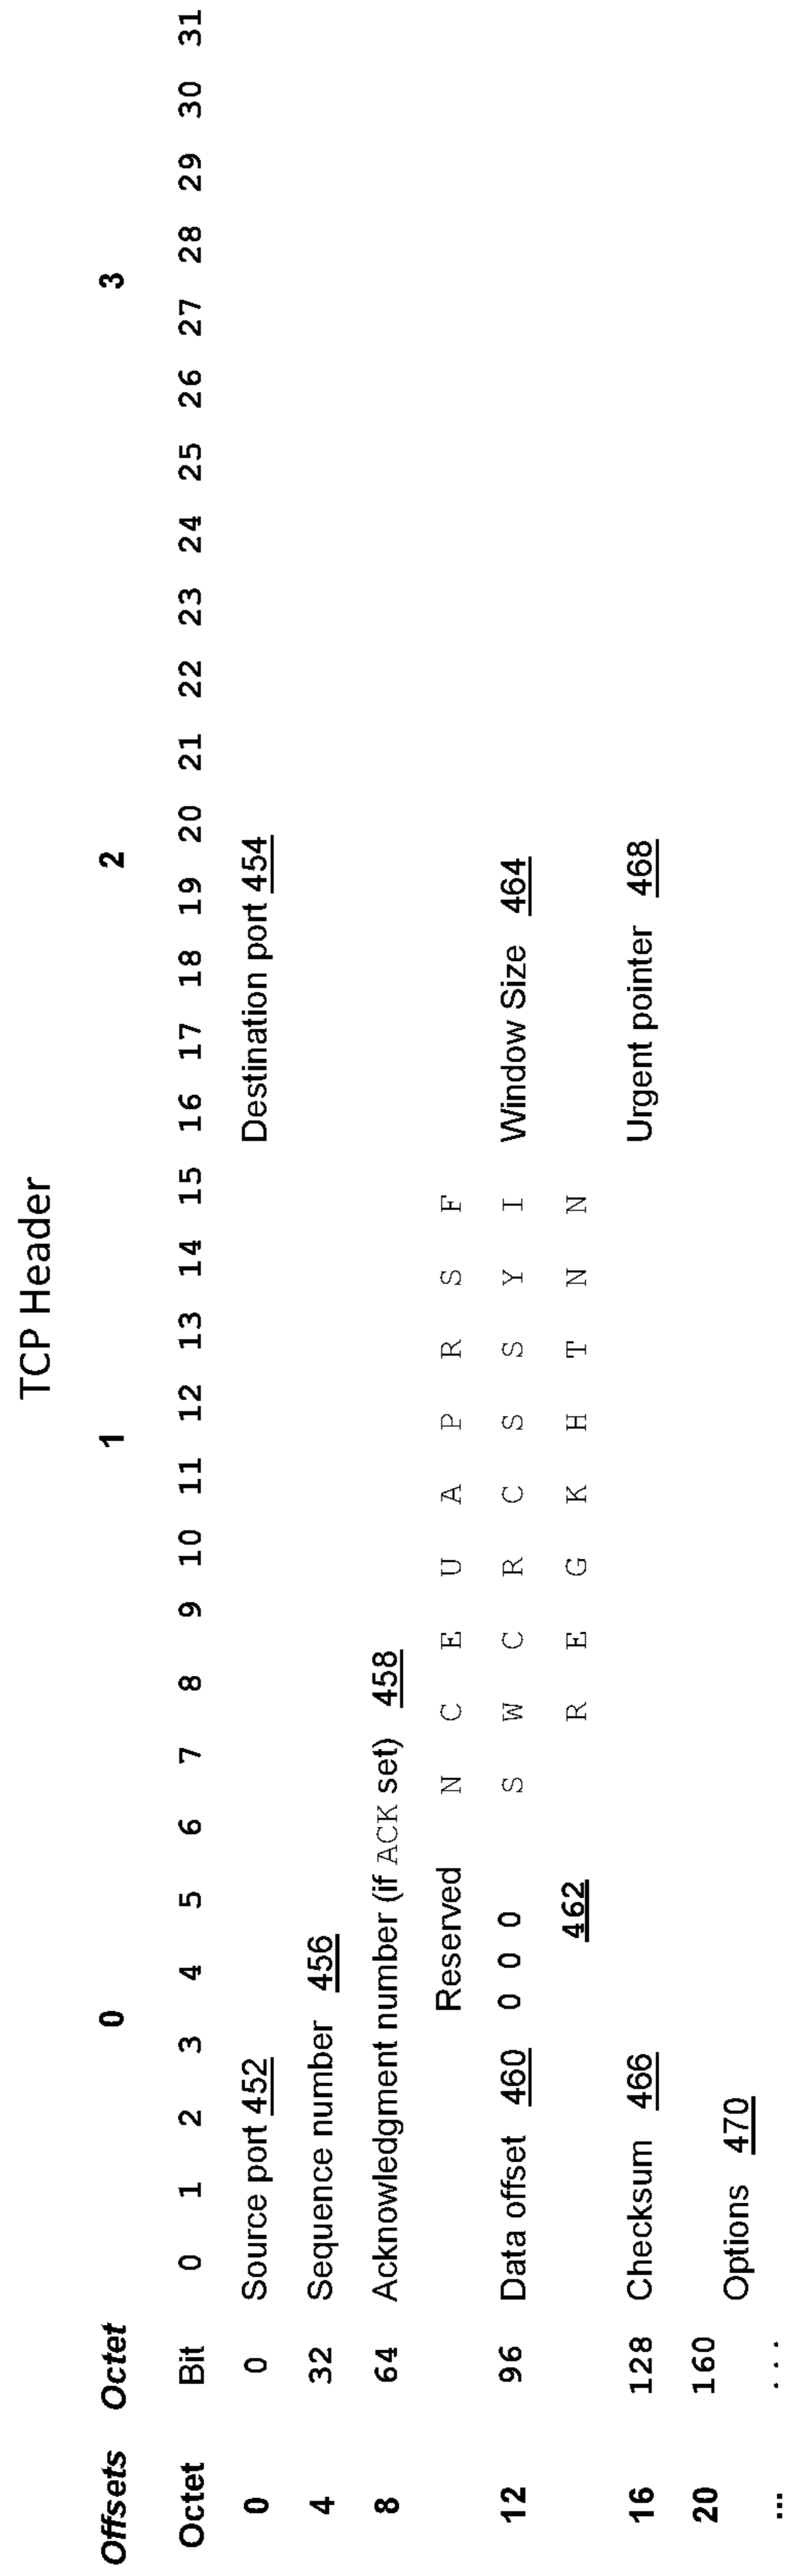 TCP Header
Offsets Octet 0 1 2 3
Octet Bit 0 1 2 3 4 5 6 7 8 9 10 11 12 13 14 15 16 17 18 19 20 21 22 23 24 25 26 27 28 29 30 31
0 0 Source port 452 Destination port 454
4 32 Sequence number 456
8 64 Acknowledgment number (if ACK set) 458
Reserved N C E U A P R S F
12 96 Data offset 460 0 0 0 S W C R C S S Y I Window Size 464
462 R E G K H T N N
16 128 Checksum 466 Urgent pointer 468
20 160
Options 470
... ...